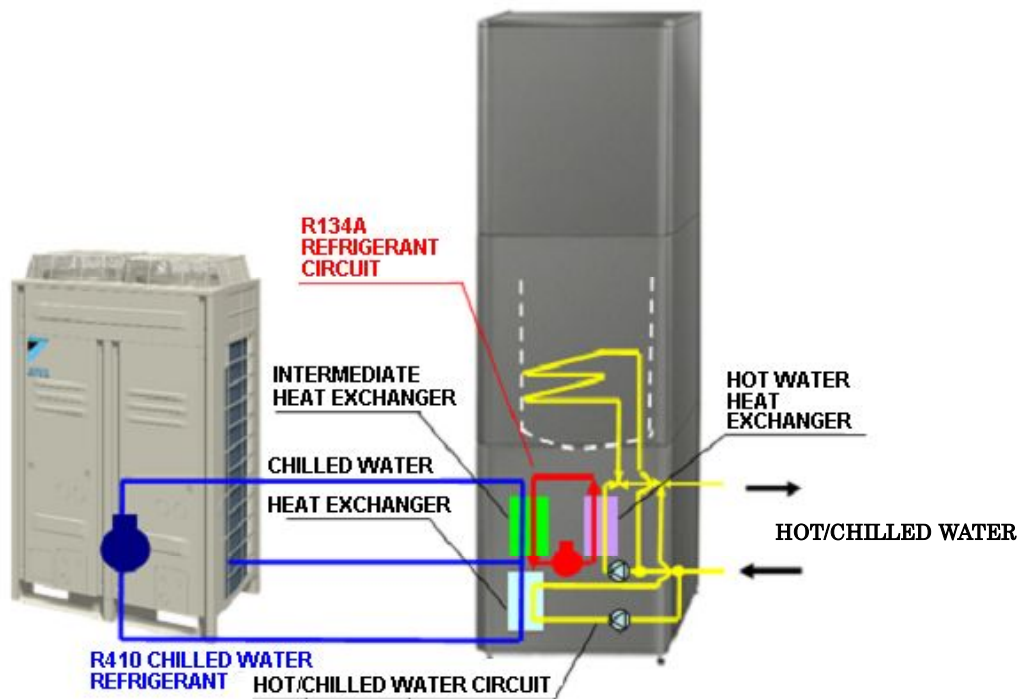 R134A
REFRIGERANT
CIRCUIT
INTERMEDIATE
HEAT EXCHANGER
HOT WATER
HEAT
EXCHANGER
CHILLED WATER
HEAT EXCHANGER
HOT/CHILLED WATER
R410 CHILLED WATER
REFRIGERANT
HOT/CHILLED WATER CIRCUIT